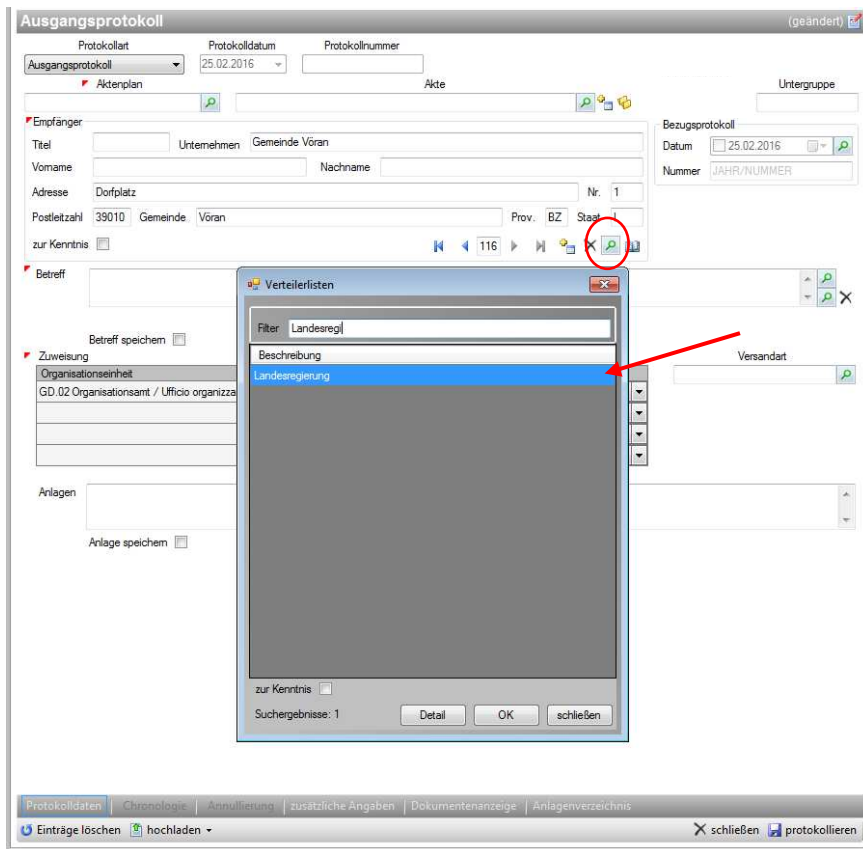 Ausgangsprotokoll (geändert)
Protokollart Protokolldatum Protokollnummer
Ausgangsprotokoll 25.02.2016
Aktenplan Akte Untergruppe
Empfänger Bezugsprotokoll
Titel Unternehmen Gemeinde Vöran Datum 25.02.2016
Vorname Nachname Nummer JAHR/NUMMER
Adresse Dorfplatz Nr. 1
Postleitzahl 39010 Gemeinde Vöran Prov. BZ Staat I
zur Kenntnis 116
Betreff
Verteilerlisten
Filter Landesregi
Betreff speichern
Zuweisung Beschreibung Versandart
Organisationseinheit Landesregierung
GD.02 Organisationsamt / Ufficio organizza
Anlagen
Anlage speichern
zur Kenntnis
Suchergebnisse: 1 Detail OK schließen
Protokolldaten Chronologie Annullierung zusätzliche Angaben Dokumentenanzeige Anlagenverzeichnis
Einträge löschen hochladen schließen protokollieren